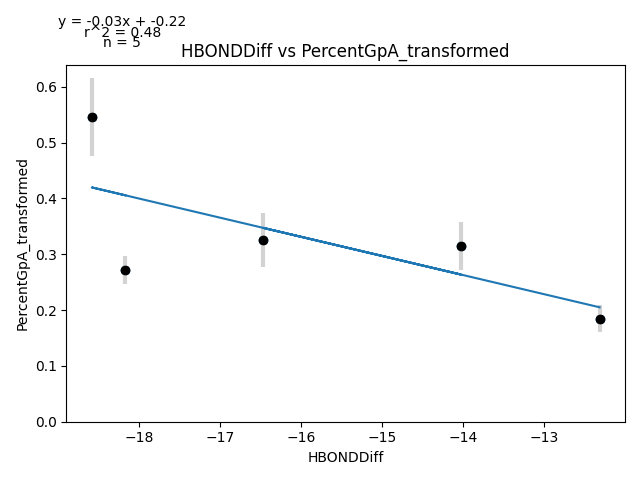 y = -0.03x + -0.22
r^2 = 0.48
n = 5
HBONDDiff vs PercentGpA_transformed
PercentGpA_transformed
0.6
0.5
0.4
0.3
0.2
0.1
0.0
−18 −17 −16 −15 −14 −13
HBONDDiff